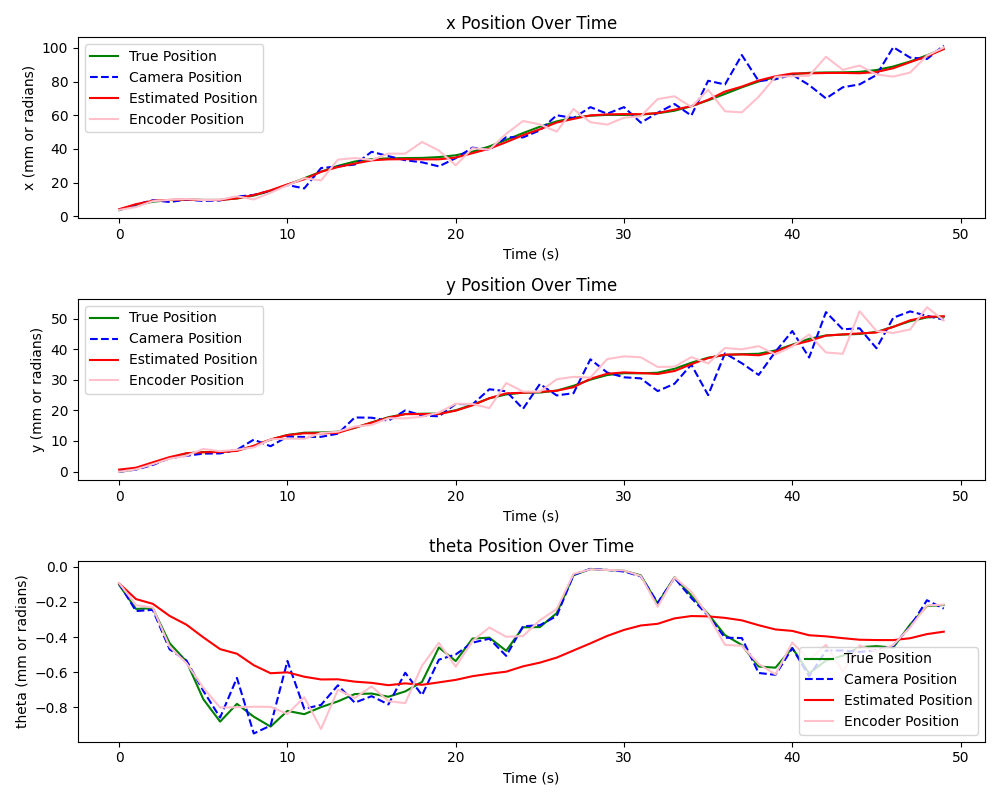 x Position Over Time
100
80
60
40
20
0
x (mm or radians)
True Position
Camera Position
Estimated Position
Encoder Position
0 10 20 30 40 50
Time (s)
y Position Over Time
50
40
30
20
10
0
y (mm or radians)
True Position
Camera Position
Estimated Position
Encoder Position
0 10 20 30 40 50
Time (s)
theta Position Over Time
0.0
−0.2
−0.4
−0.6
−0.8
theta (mm or radians)
True Position
Camera Position
Estimated Position
Encoder Position
0 10 20 30 40 50
Time (s)